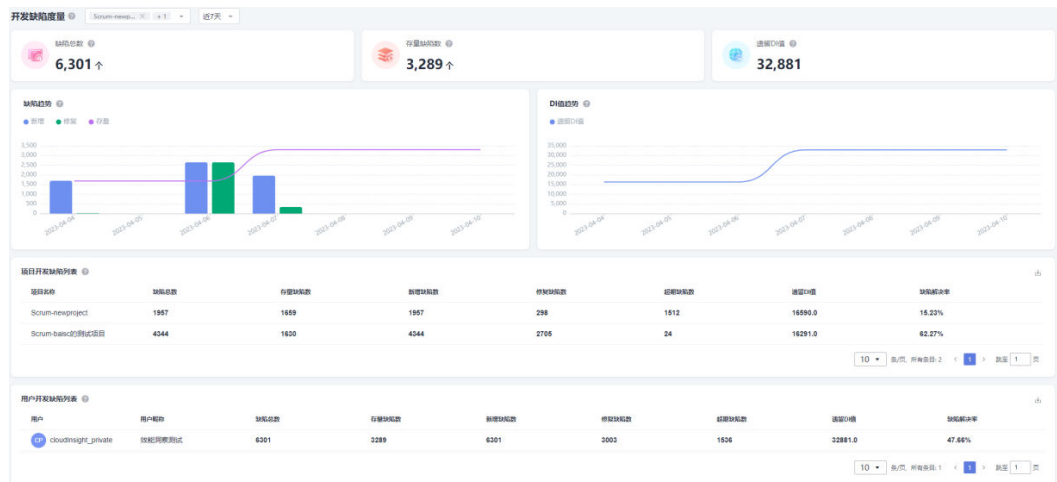 开发缺陷度量 Scrum-newp... × +1 近7天
缺陷总数
6,301 个
存量缺陷数
3,289 个
遗留DI值
32,881
缺陷趋势
新增 修复 存量
3,500
3,000
2,500
2,000
1,500
1,000
500
0
2023-04-04 2023-04-05 2023-04-06 2023-04-07 2023-04-08 2023-04-09 2023-04-10
DI值趋势
遗留DI值
35,000
30,000
25,000
20,000
15,000
10,000
5,000
0
2023-04-04 2023-04-05 2023-04-06 2023-04-07 2023-04-08 2023-04-09 2023-04-10
项目开发缺陷列表
项目名称 缺陷总数 存量缺陷数 新增缺陷数 修复缺陷数 超期缺陷数 遗留DI值 缺陷解决率
Scrum-newproject 1957 1659 1957 298 1512 16590.0 15.23%
Scrum-baisc的测试项目 4344 1630 4344 2705 24 16291.0 62.27%
10 条/页, 所有条目: 2 < 1 > 跳至 1 页
用户开发缺陷列表
用户 用户昵称 缺陷总数 存量缺陷数 新增缺陷数 修复缺陷数 超期缺陷数 遗留DI值 缺陷解决率
CP cloudinsight_private 效能洞察测试 6301 3289 6301 3003 1536 32881.0 47.66%
10 条/页, 所有条目: 1 < 1 > 跳至 1 页